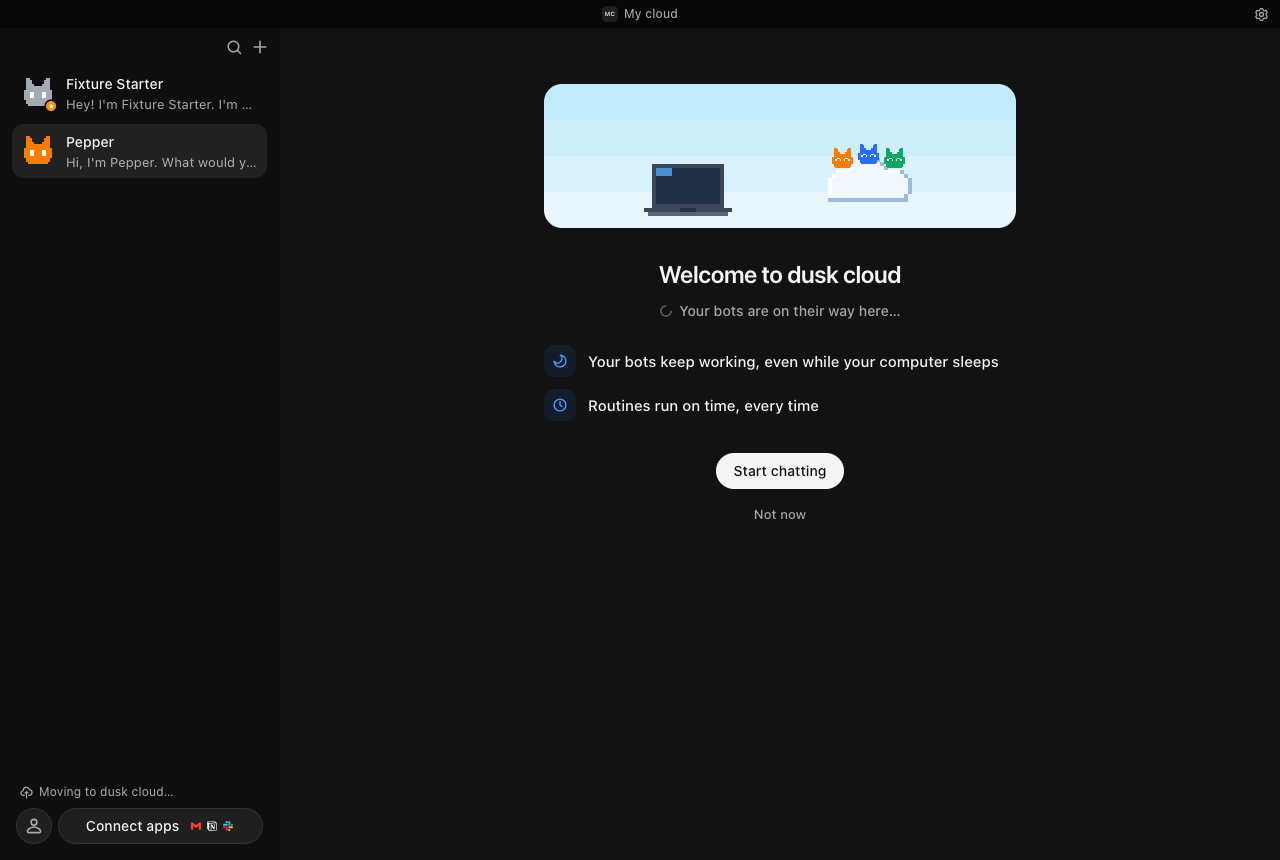 MC My cloud
Fixture Starter
Hey! I'm Fixture Starter. I'm ...
Pepper
Hi, I'm Pepper. What would y...
Welcome to dusk cloud
Your bots are on their way here...
Your bots keep working, even while your computer sleeps
Routines run on time, every time
Start chatting
Not now
Moving to dusk cloud...
Connect apps